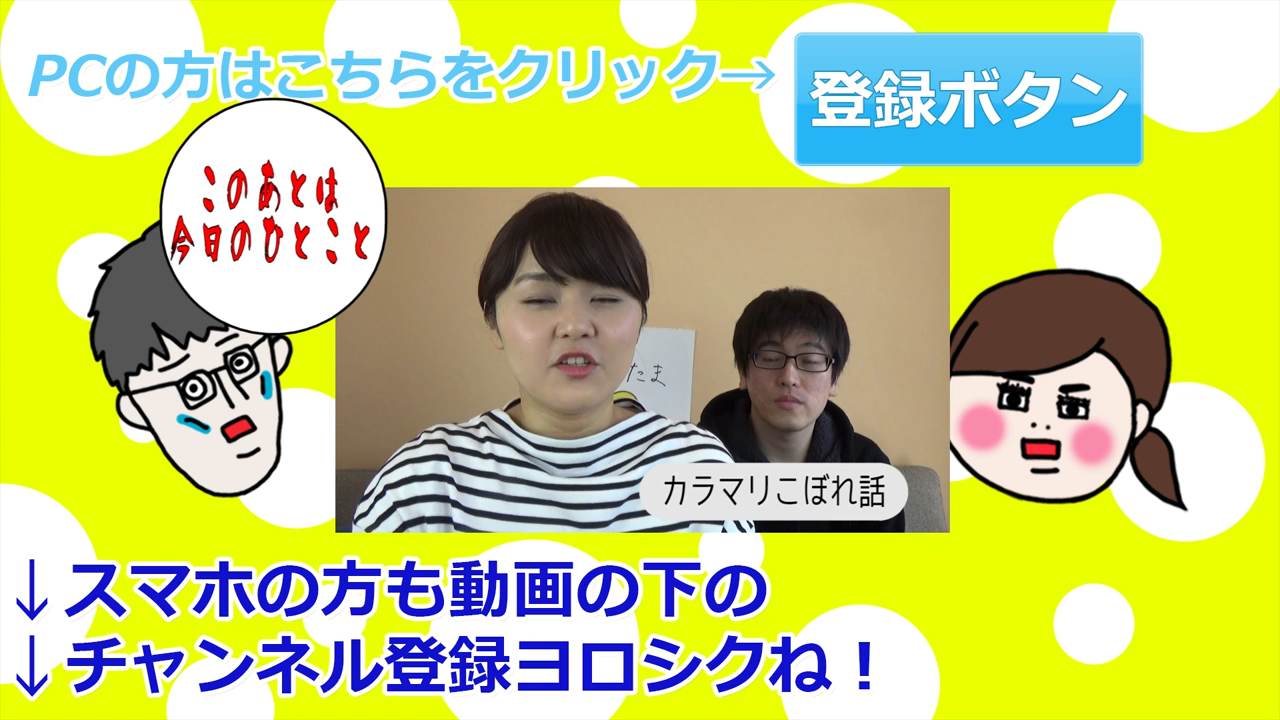 PCの方はこちらをクリック→
登録ボタン
このあとは
今日のひとこと
たま
カラマリこぼれ話
↓スマホの方も動画の下の
↓チャンネル登録ヨロシクね！